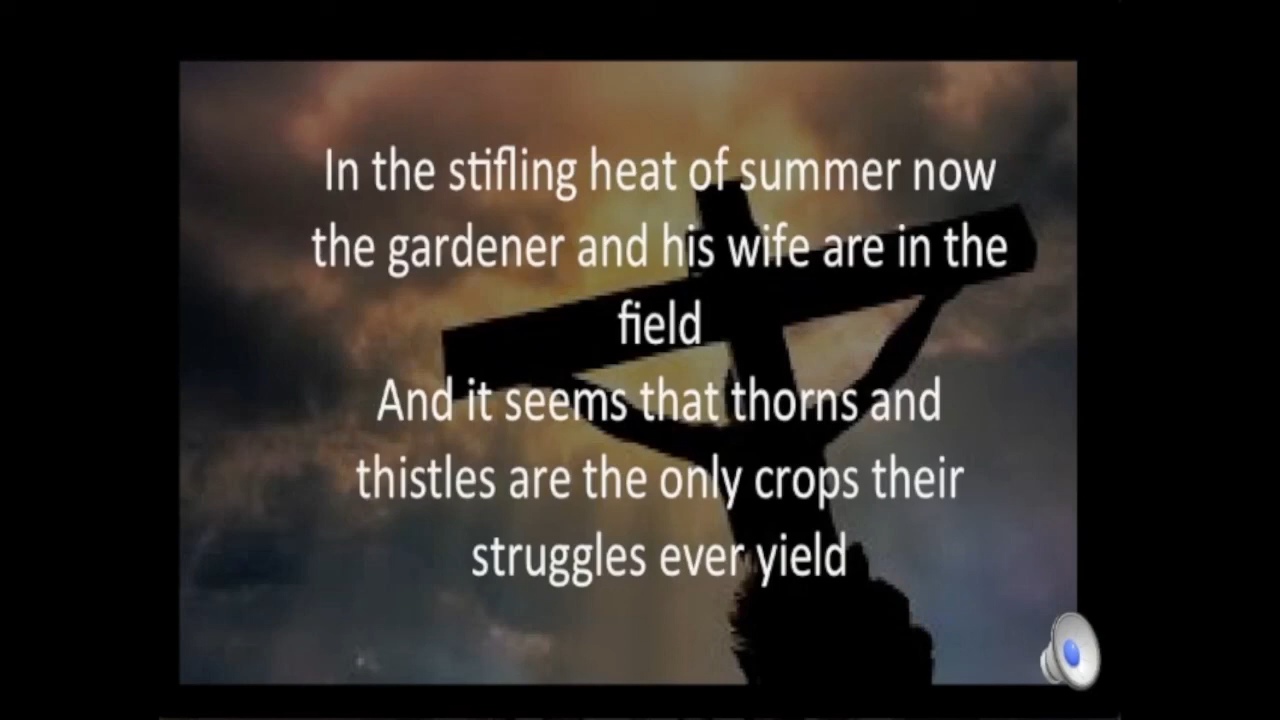 In the stifling heat of summer now
the gardener and his wife are in the
field
And it seems that thorns and
thistles are the only crops their
struggles ever yield